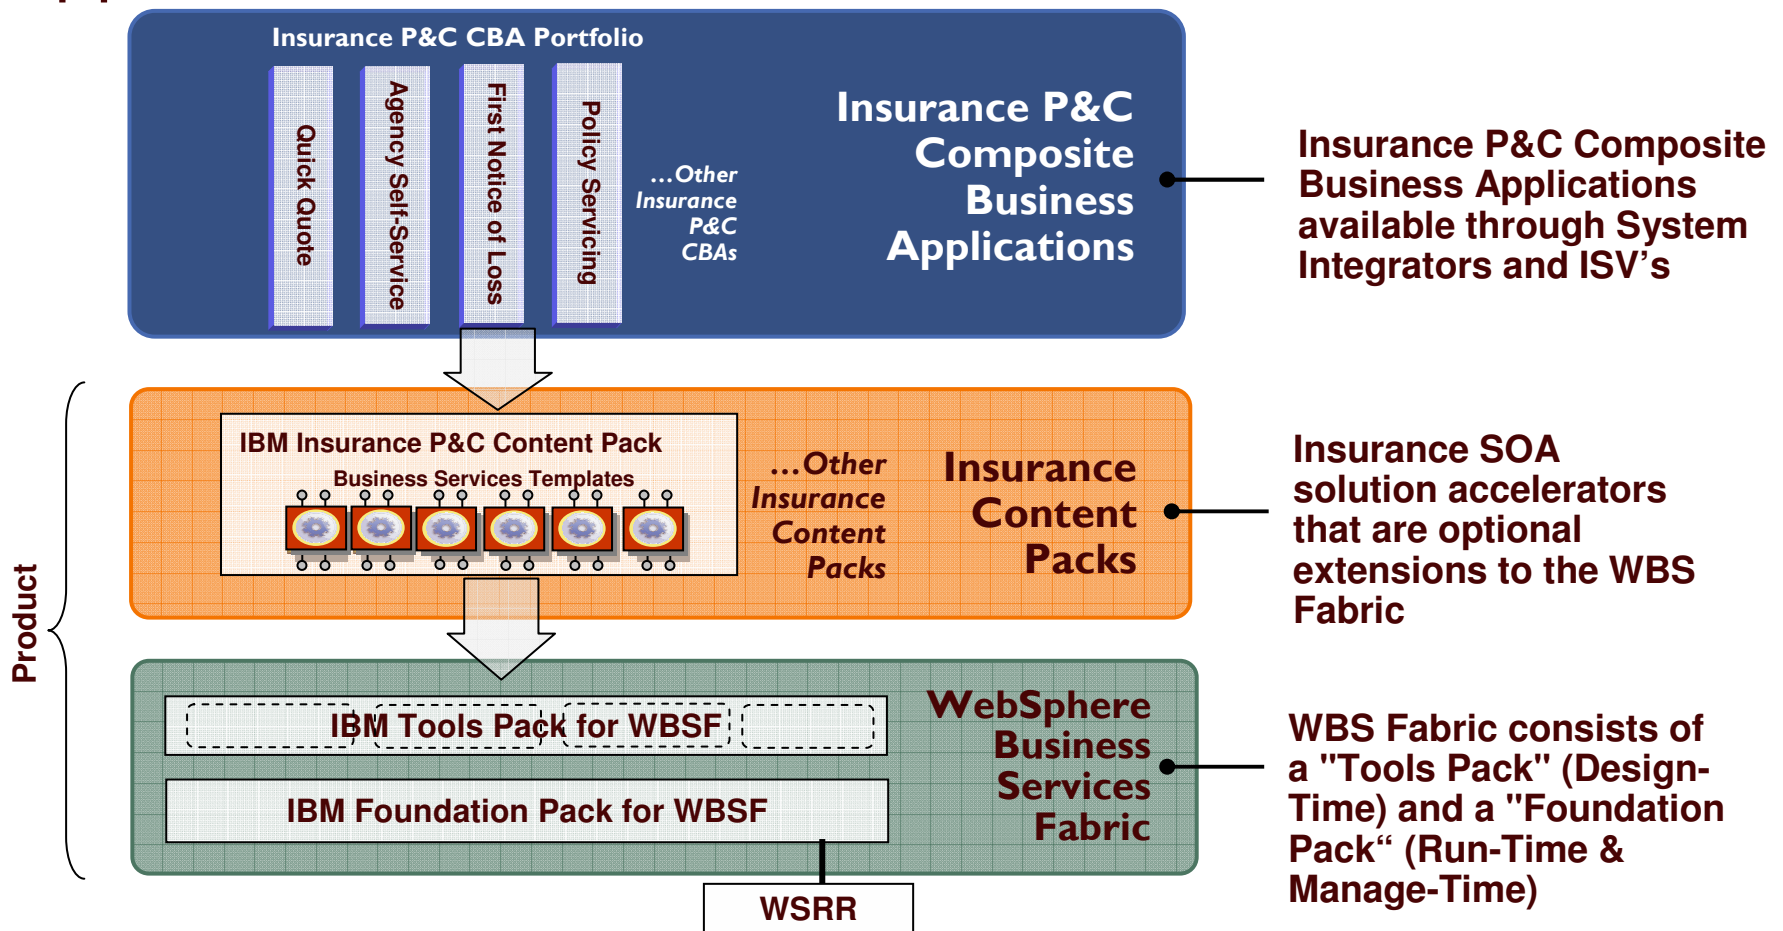 Insurance P&C CBA Portfolio
Quick Quote
Agency Self-Service
First Notice of Loss
Policy Servicing
...Other
Insurance
P&C
CBAs
Insurance P&C
Composite
Business
Applications
Insurance P&C Composite
Business Applications
available through System
Integrators and ISV’s
Product
IBM Insurance P&C Content Pack
Business Services Templates
...Other
Insurance
Content
Packs
Insurance
Content
Packs
Insurance SOA
solution accelerators
that are optional
extensions to the WBS
Fabric
IBM Tools Pack for WBSF
IBM Foundation Pack for WBSF
WebSphere
Business
Services
Fabric
WBS Fabric consists of
a "Tools Pack" (Design-
Time) and a "Foundation
Pack“ (Run-Time &
Manage-Time)
WSRR